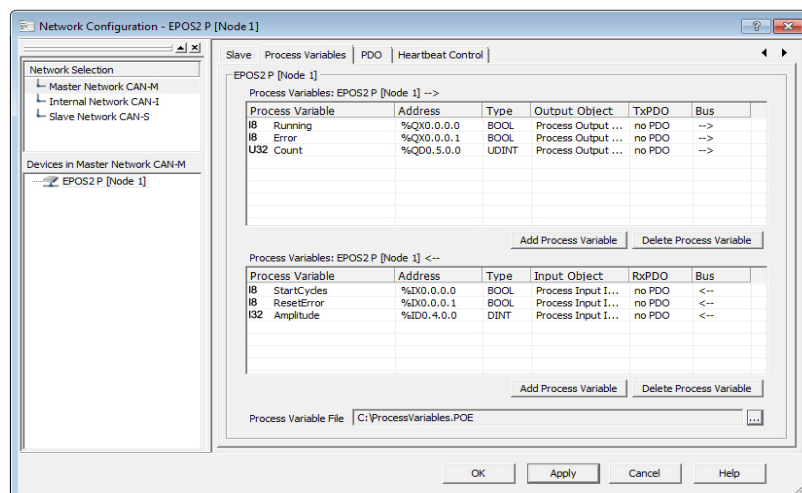 Network Configuration - EPOS2 P [Node 1]
Network Selection
Master Network CAN-M
Internal Network CAN-I
Slave Network CAN-S
Devices in Master Network CAN-M
EPOS2 P [Node 1]
Slave Process Variables PDO Heartbeat Control
EPOS2 P [Node 1]
Process Variables: EPOS2 P [Node 1] -->
Process Variable Address Type Output Object TxPDO Bus
I8 Running %QX0.0.0.0 BOOL Process Output ... no PDO -->
I8 Error %QX0.0.0.1 BOOL Process Output ... no PDO -->
U32 Count %QD0.5.0.0 UDINT Process Output ... no PDO -->
Add Process Variable Delete Process Variable
Process Variables: EPOS2 P [Node 1] <--
Process Variable Address Type Input Object RxPDO Bus
I8 StartCycles %IX0.0.0.0 BOOL Process Input I... no PDO <--
I8 ResetError %IX0.0.0.1 BOOL Process Input I... no PDO <--
I32 Amplitude %ID0.4.0.0 DINT Process Input I... no PDO <--
Add Process Variable Delete Process Variable
Process Variable File C:\ProcessVariables.POE ...
OK Apply Cancel Help